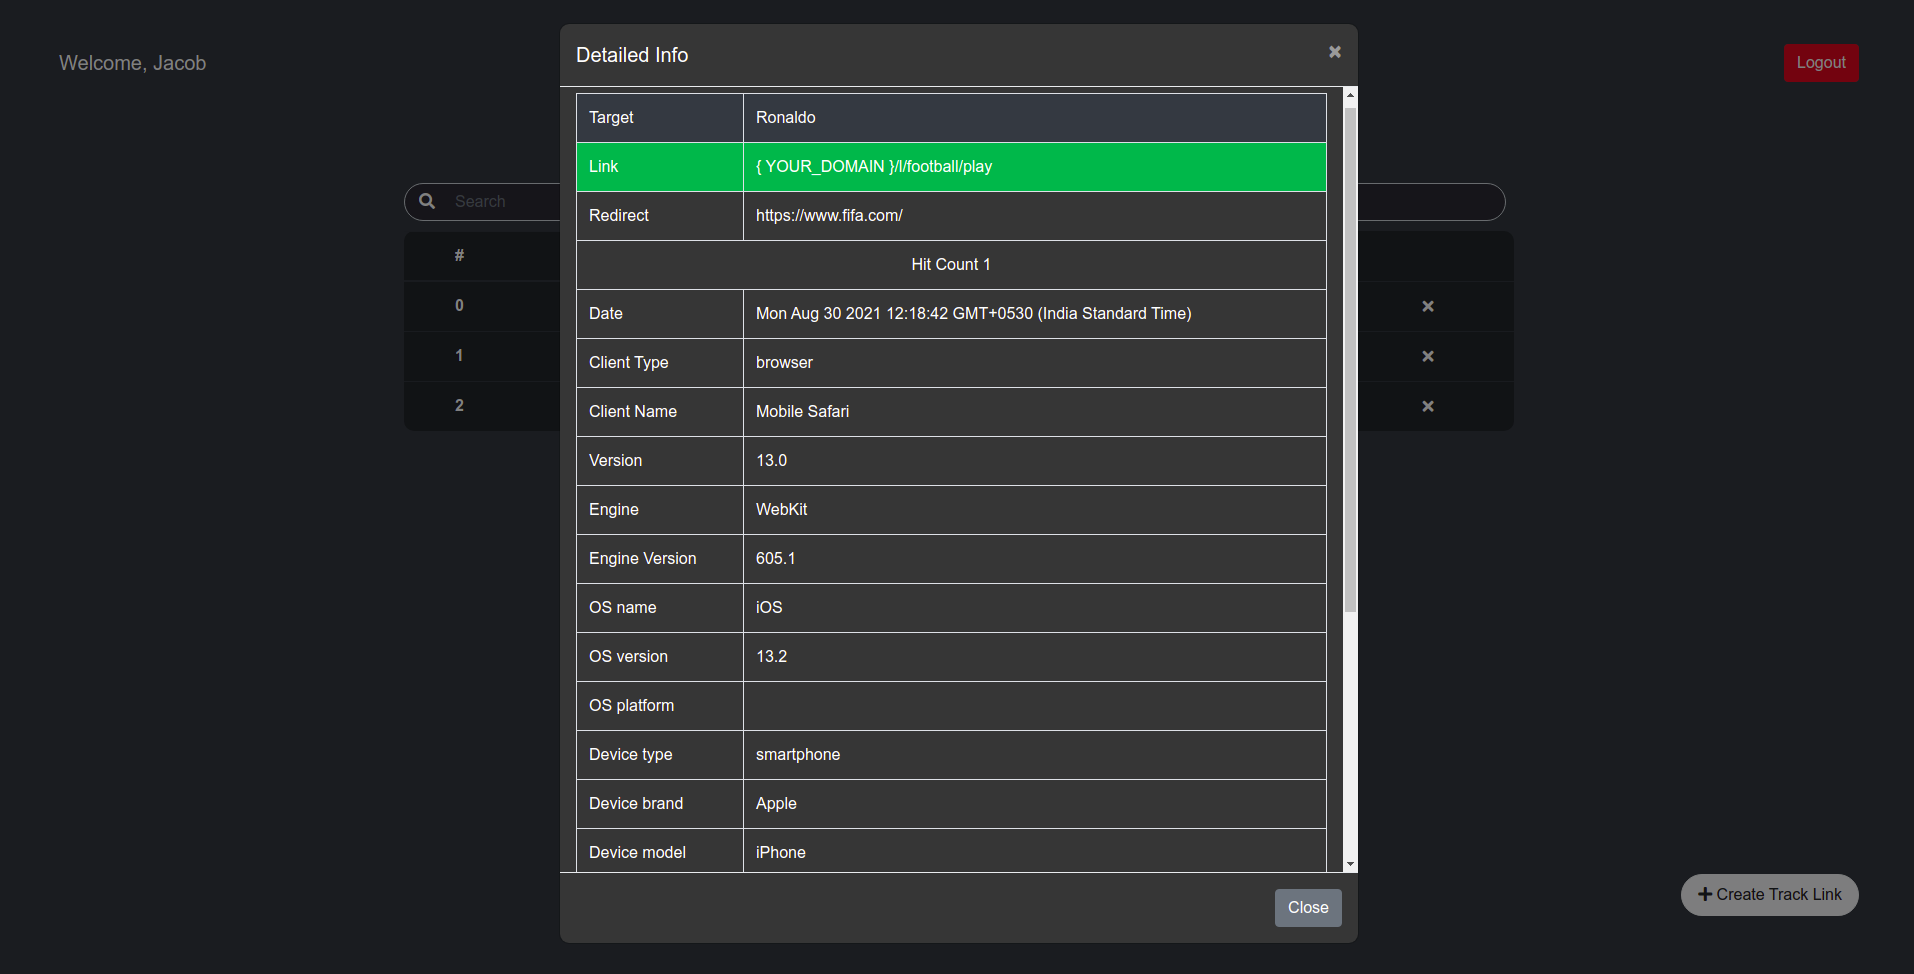 Welcome, Jacob
Logout
Search
#
0
1
2
Detailed Info
Target Ronaldo
Link { YOUR_DOMAIN }/l/football/play
Redirect https://www.fifa.com/
Hit Count 1
Date Mon Aug 30 2021 12:18:42 GMT+0530 (India Standard Time)
Client Type browser
Client Name Mobile Safari
Version 13.0
Engine WebKit
Engine Version 605.1
OS name iOS
OS version 13.2
OS platform
Device type smartphone
Device brand Apple
Device model iPhone
Close
Create Track Link